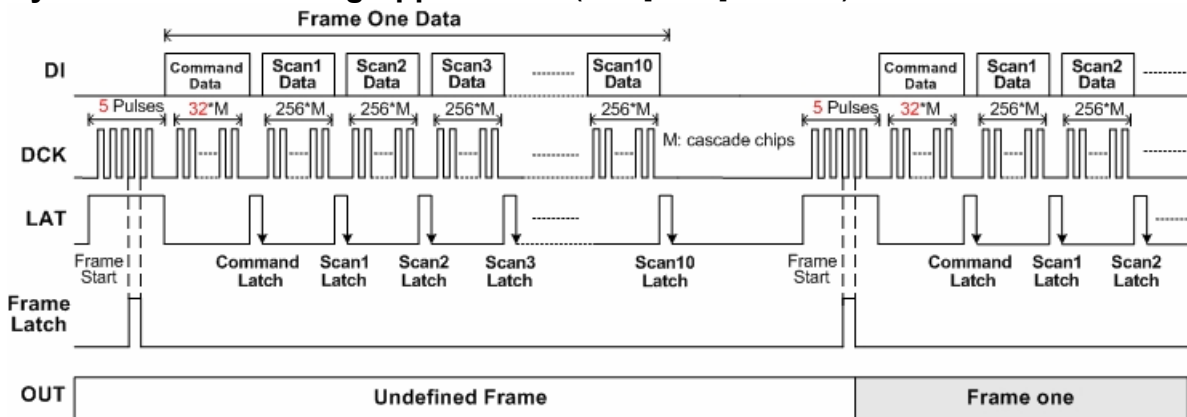 Frame One Data
DI
Command Data
Scan1 Data
Scan2 Data
Scan3 Data
Scan10 Data
Command Data
Scan1 Data
Scan2 Data
5 Pulses
32*M
256*M
256*M
256*M
256*M
5 Pulses
32*M
256*M
256*M
DCK
M: cascade chips
LAT
Frame Start
Command Latch
Scan1 Latch
Scan2 Latch
Scan3 Latch
Scan10 Latch
Frame Start
Command Latch
Scan1 Latch
Scan2 Latch
Frame Latch
OUT
Undefined Frame
Frame one